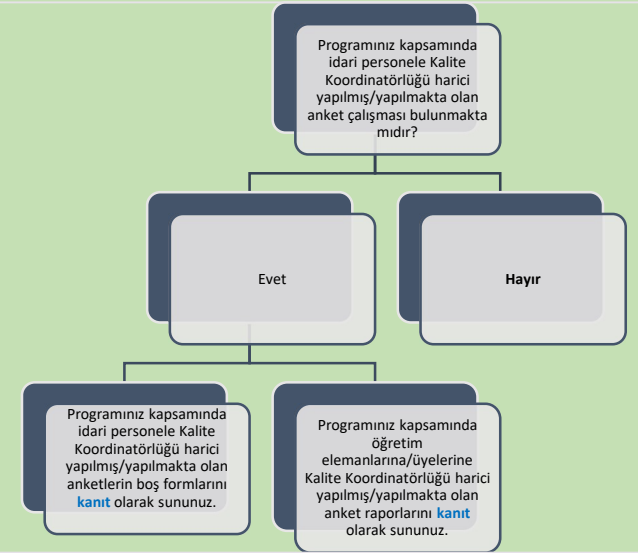 Programınız kapsamında
idari personele Kalite
Koordinatörlüğü harici
yapılmış/yapılmakta olan
anket çalışması bulunmakta
mıdır?
Evet
Hayır
Programınız kapsamında
idari personele Kalite
Koordinatörlüğü harici
yapılmış/yapılmakta olan
anketlerin boş formlarını
kanıt olarak sununuz.
Programınız kapsamında
öğretim
elemanlarına/üyelerine
Kalite Koordinatörlüğü harici
yapılmış/yapılmakta olan
anket raporlarını kanıt
olarak sununuz.